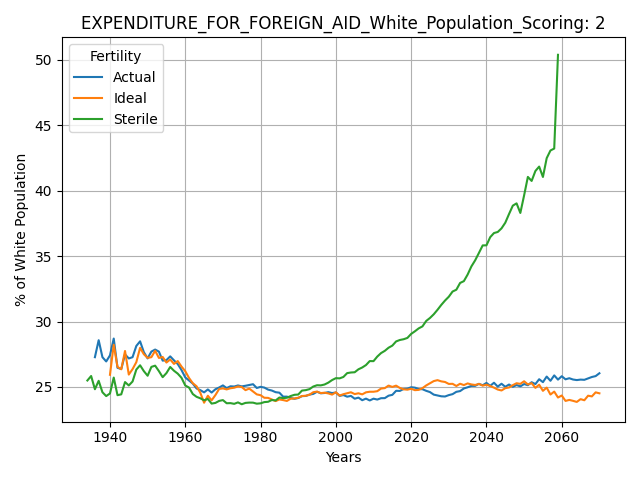 EXPENDITURE_FOR_FOREIGN_AID_White_Population_Scoring: 2
Fertility
Actual
Ideal
Sterile
% of White Population
50
45
40
35
30
25
1940
1960
1980
2000
2020
2040
2060
Years